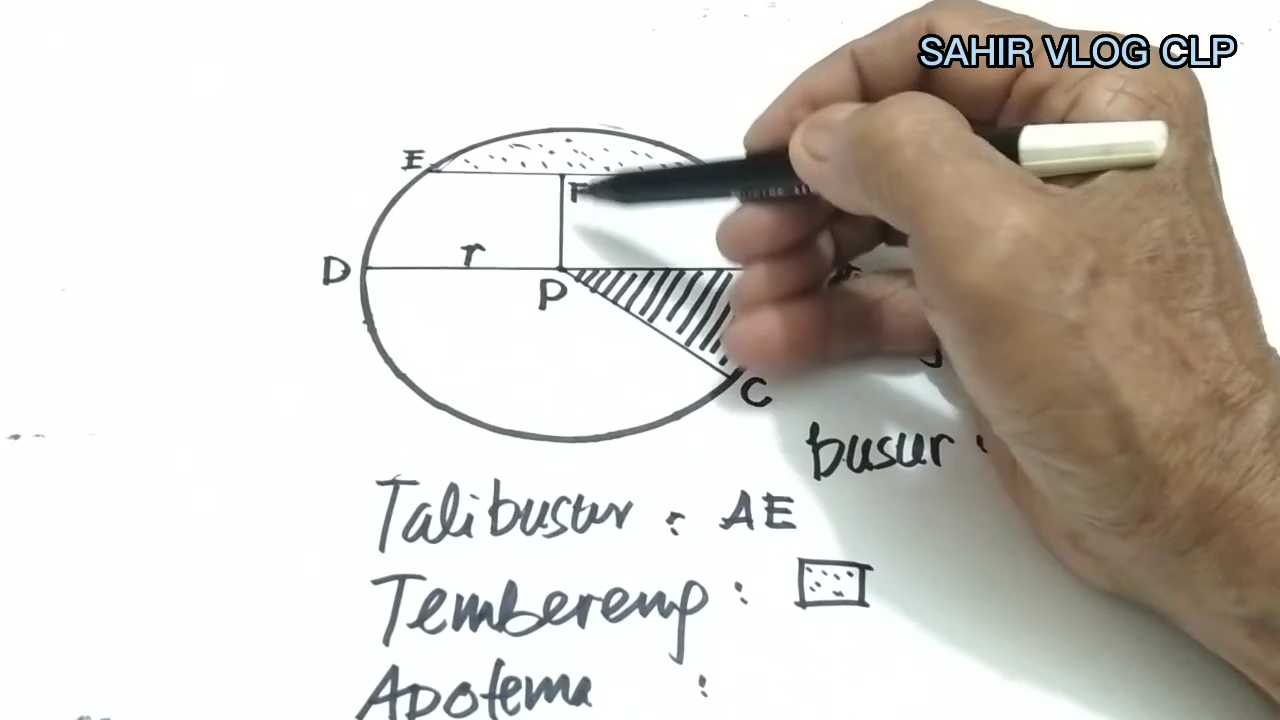 SAHIR VLOG CLP
E
F
D
r
P
C
busur :
Talibusur : AE
Tembereng :
Apotema :